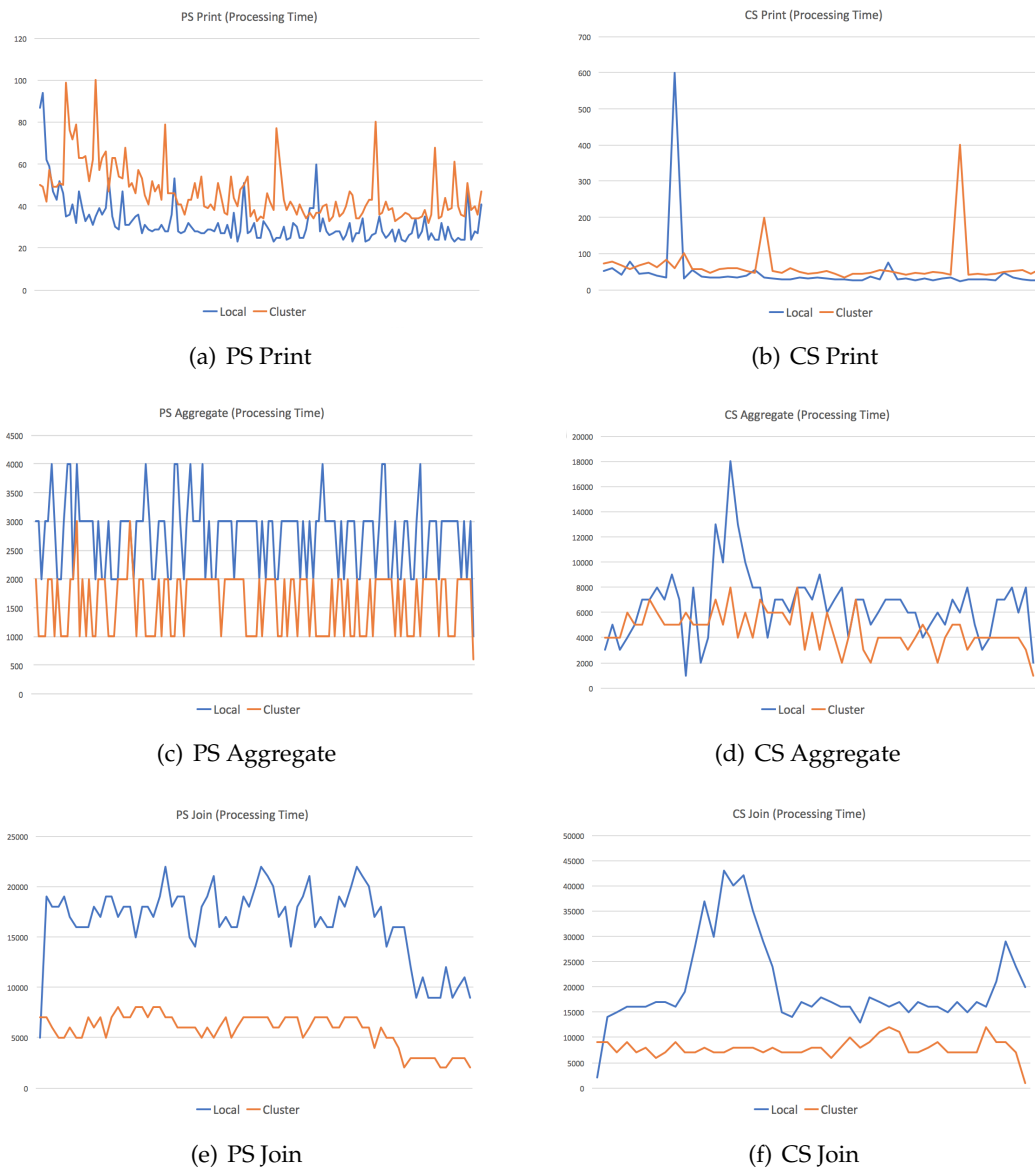 PS Print (Processing Time)
120
100
80
60
40
20
0
Local Cluster
(a) PS Print
CS Print (Processing Time)
700
600
500
400
300
200
100
0
Local Cluster
(b) CS Print
PS Aggregate (Processing Time)
4500
4000
3500
3000
2500
2000
1500
1000
500
0
Local Cluster
(c) PS Aggregate
CS Aggregate (Processing Time)
20000
18000
16000
14000
12000
10000
8000
6000
4000
2000
0
Local Cluster
(d) CS Aggregate
PS Join (Processing Time)
25000
20000
15000
10000
5000
0
Local Cluster
(e) PS Join
CS Join (Processing Time)
50000
45000
40000
35000
30000
25000
20000
15000
10000
5000
0
Local Cluster
(f) CS Join